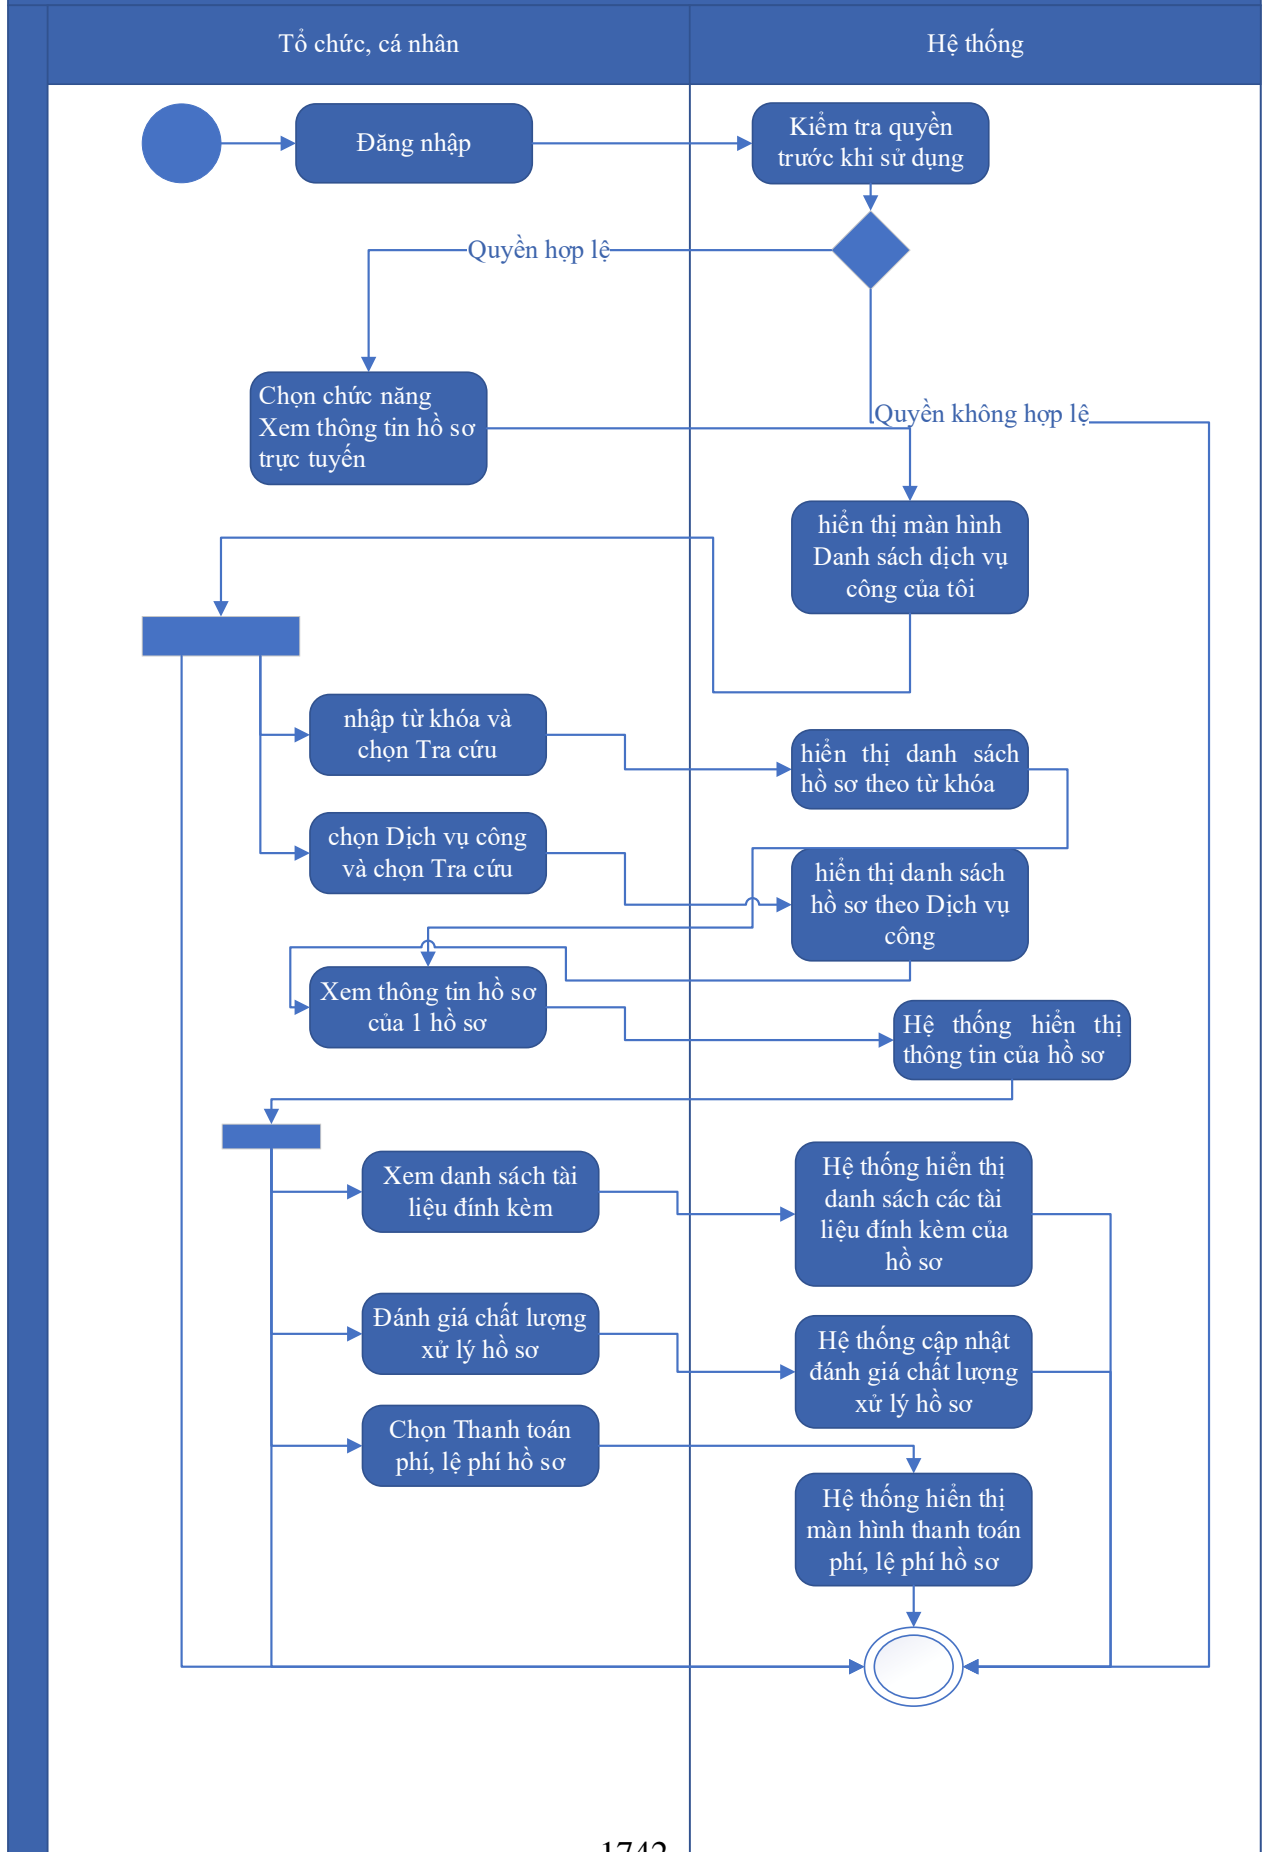 Tổ chức, cá nhân
Hệ thống
Đăng nhập
Kiểm tra quyền
trước khi sử dụng
Quyền hợp lệ
Chọn chức năng
Xem thông tin hồ sơ
trực tuyến
Quyền không hợp lệ
hiển thị màn hình
Danh sách dịch vụ
công của tôi
nhập từ khóa và
chọn Tra cứu
hiển thị danh sách
hồ sơ theo từ khóa
chọn Dịch vụ công
và chọn Tra cứu
hiển thị danh sách
hồ sơ theo Dịch vụ
công
Xem thông tin hồ sơ
của 1 hồ sơ
Hệ thống hiển thị
thông tin của hồ sơ
Xem danh sách tài
liệu đính kèm
Hệ thống hiển thị
danh sách các tài
liệu đính kèm của
hồ sơ
Đánh giá chất lượng
xử lý hồ sơ
Hệ thống cập nhật
đánh giá chất lượng
xử lý hồ sơ
Chọn Thanh toán
phí, lệ phí hồ sơ
Hệ thống hiển thị
màn hình thanh toán
phí, lệ phí hồ sơ
1742